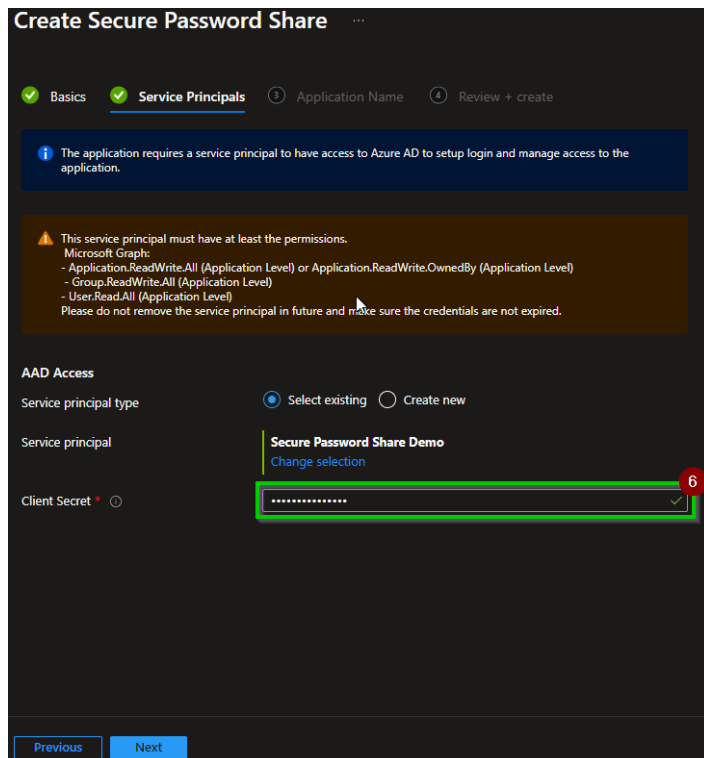 Create Secure Password Share ...
Basics Service Principals 3 Application Name 4 Review + create
The application requires a service principal to have access to Azure AD to setup login and manage access to the
application.
This service principal must have at least the permissions.
Microsoft Graph:
- Application.ReadWrite.All (Application Level) or Application.ReadWrite.OwnedBy (Application Level)
- Group.ReadWrite.All (Application Level)
- User.Read.All (Application Level)
Please do not remove the service principal in future and make sure the credentials are not expired.
AAD Access
Service principal type Select existing Create new
Service principal Secure Password Share Demo
Change selection
6
Client Secret * •••••••••••••••
Previous Next